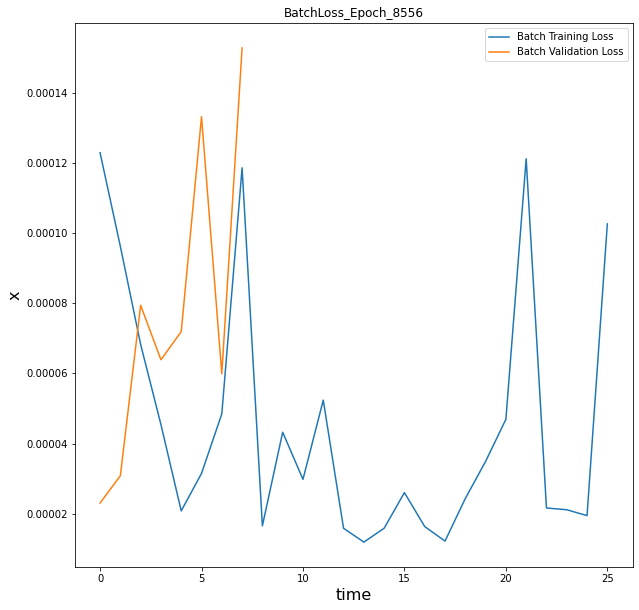 BatchLoss_Epoch_8556
Batch Training Loss
Batch Validation Loss
0.00014
0.00012
0.00010
0.00008
0.00006
0.00004
0.00002
x
0 5 10 15 20 25
time